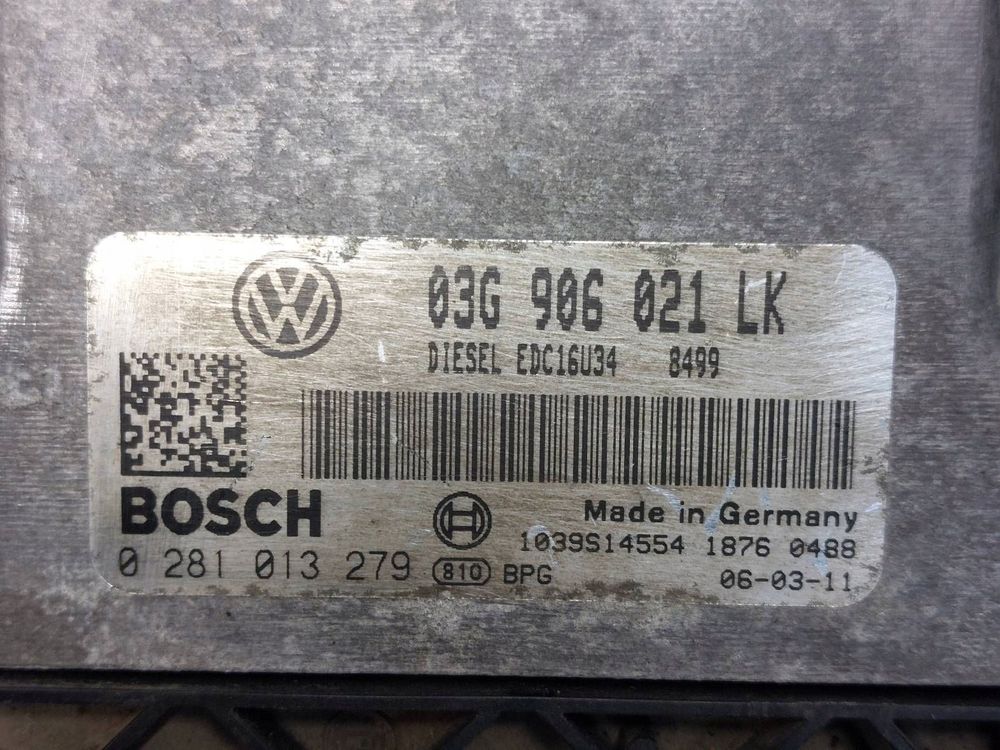 03G 906 021 LK
DIESEL EDC16U34 8499
BOSCH
Made in Germany
1039S14554 1876 0488
0 281 013 279 810 BPG
06-03-11